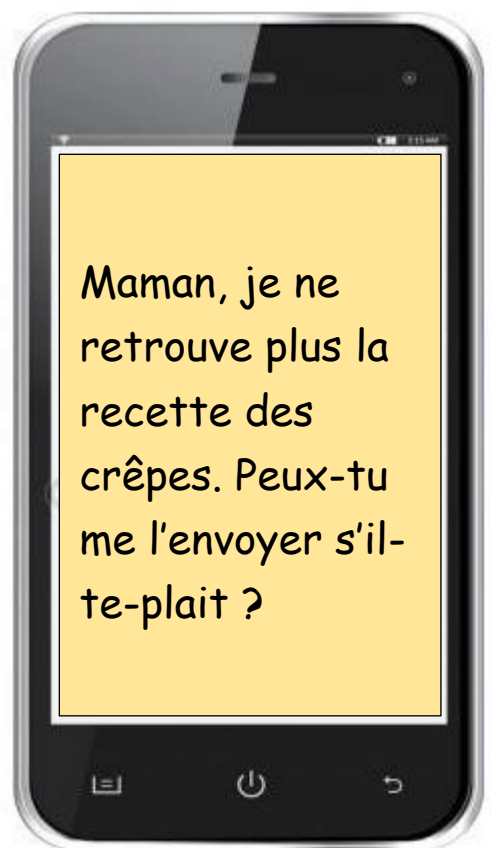 Maman, je ne
retrouve plus la
recette des
crêpes. Peux-tu
me l’envoyer s’il-
te-plait ?